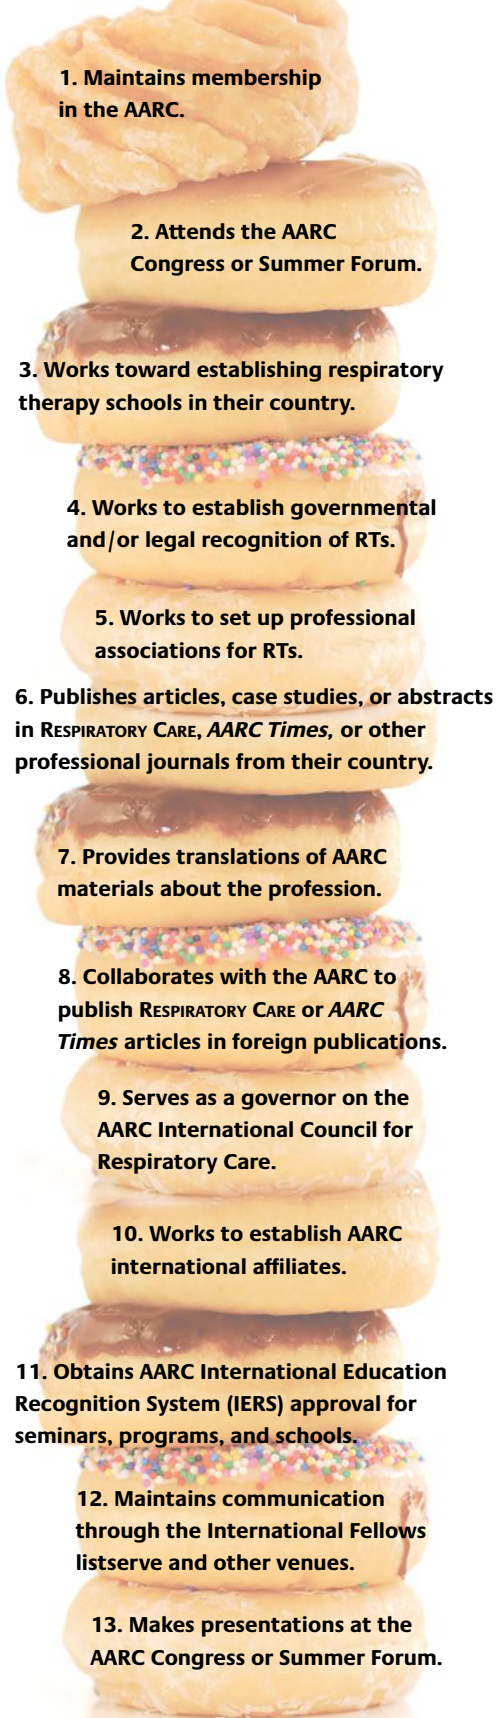 1. Maintains membership
in the AARC.
2. Attends the AARC
Congress or Summer Forum.
3. Works toward establishing respiratory
therapy schools in their country.
4. Works to establish governmental
and/or legal recognition of RTs.
5. Works to set up professional
associations for RTs.
6. Publishes articles, case studies, or abstracts
in RESPIRATORY CARE, AARC Times, or other
professional journals from their country.
7. Provides translations of AARC
materials about the profession.
8. Collaborates with the AARC to
publish RESPIRATORY CARE or AARC
Times articles in foreign publications.
9. Serves as a governor on the
AARC International Council for
Respiratory Care.
10. Works to establish AARC
international affiliates.
11. Obtains AARC International Education
Recognition System (IERS) approval for
seminars, programs, and schools.
12. Maintains communication
through the International Fellows
listserve and other venues.
13. Makes presentations at the
AARC Congress or Summer Forum.